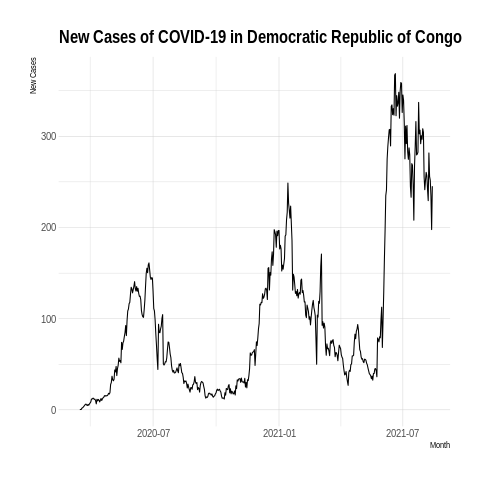 New Cases of COVID-19 in Democratic Republic of Congo
New Cases
300
200
100
0
2020-07
2021-01
2021-07
Month